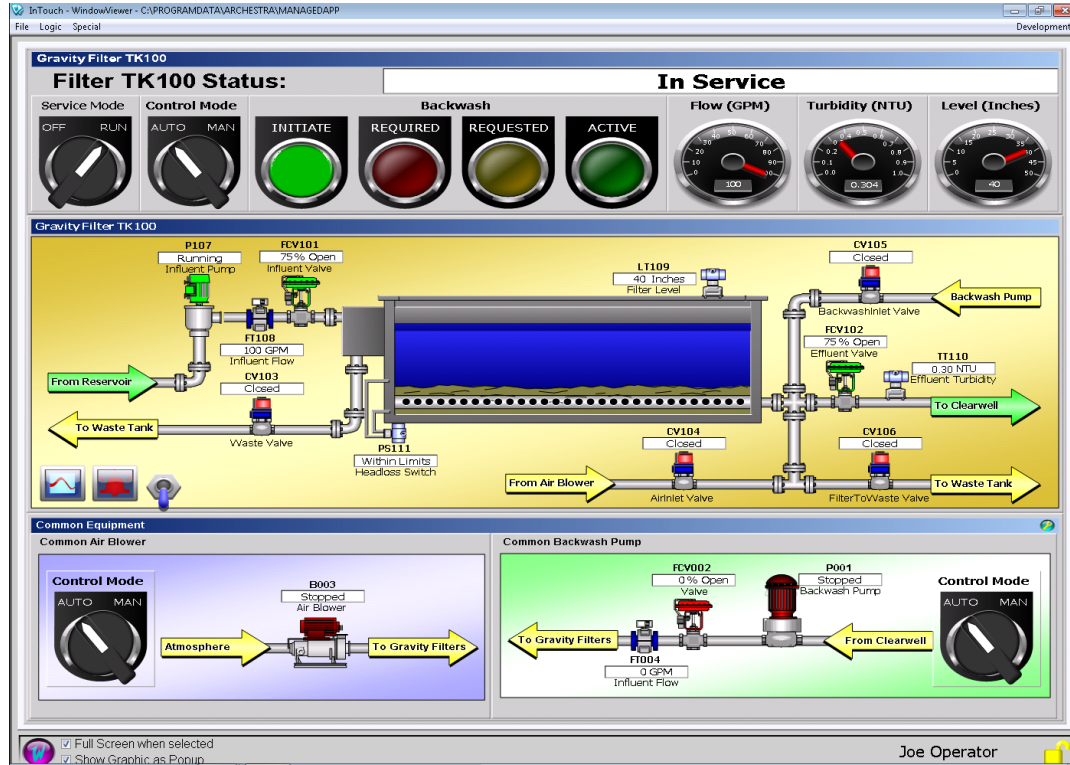 InTouch - WindowViewer - C:\PROGRAMDATA\ARCHESTRA\MANAGEDAPP
File Logic Special
Development
Gravity Filter TK100
Filter TK100 Status:
In Service
Service Mode
Control Mode
Backwash
Flow (GPM)
Turbidity (NTU)
Level (Inches)
OFF RUN
AUTO MAN
INITIATE
REQUIRED
REQUESTED
ACTIVE
100
0.304
40
Gravity Filter TK100
P107
Running
Influent Pump
FCV101
75% Open
Influent Valve
LT109
40 Inches
Filter Level
CV105
Closed
Backwash Pump
BackwashInlet Valve
FT108
100 GPM
Influent Flow
FCV102
75% Open
Effluent Valve
TT110
0.30 NTU
Effluent Turbidity
From Reservoir
CV103
Closed
To Clearwell
To Waste Tank
Waste Valve
PS111
Within Limits
Headloss Switch
CV104
Closed
CV106
Closed
From Air Blower
To Waste Tank
AirInlet Valve
FilterToWaste Valve
Common Equipment
Common Air Blower
Control Mode
AUTO MAN
B003
Stopped
Air Blower
Atmosphere
To Gravity Filters
Common Backwash Pump
FCV002
0% Open
Valve
P001
Stopped
Backwash Pump
Control Mode
AUTO MAN
To Gravity Filters
From Clearwell
FT004
0 GPM
Influent Flow
Full Screen when selected
Show Graphic as Popup
Joe Operator